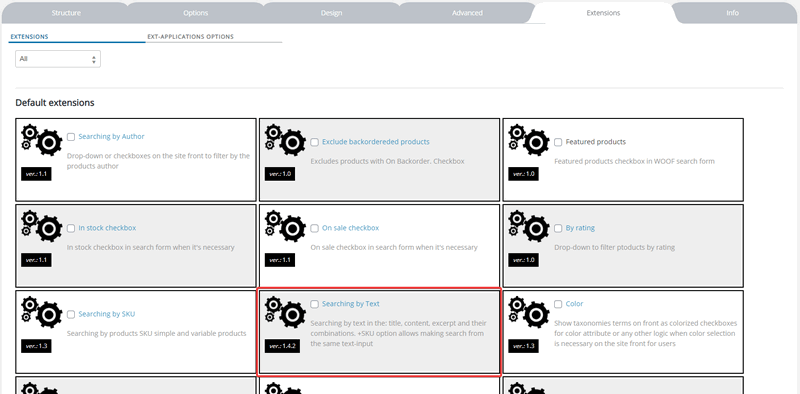 Structure Options Design Advanced Extensions Info
EXTENSIONS EXT-APPLICATIONS OPTIONS
All
Default extensions
Searching by Author
Drop-down or checkboxes on the site front to filter by the
products author
ver.:1.1
Exclude backordereded products
Excludes products with On Backorder. Checkbox
ver.:1.0
Featured products
Featured products checkbox in WOOF search form
ver.:1.0
In stock checkbox
In stock checkbox in search form when it's necessary
ver.:1.1
On sale checkbox
On sale checkbox in search form when it's necessary
ver.:1.1
By rating
Drop-down to filter ptoducts by rating
ver.:1.0
Searching by SKU
Searching by products SKU simple and variable products
ver.:1.3
Searching by Text
Searching by text in the: title, content, excerpt and their
combinations. +SKU option allows making search from
the same text-input
ver.:1.4.2
Color
Show taxonomies terms on front as colorized checkboxes
for color attribute or any other logic when color selection
is necessary on the site front for users
ver.:1.3